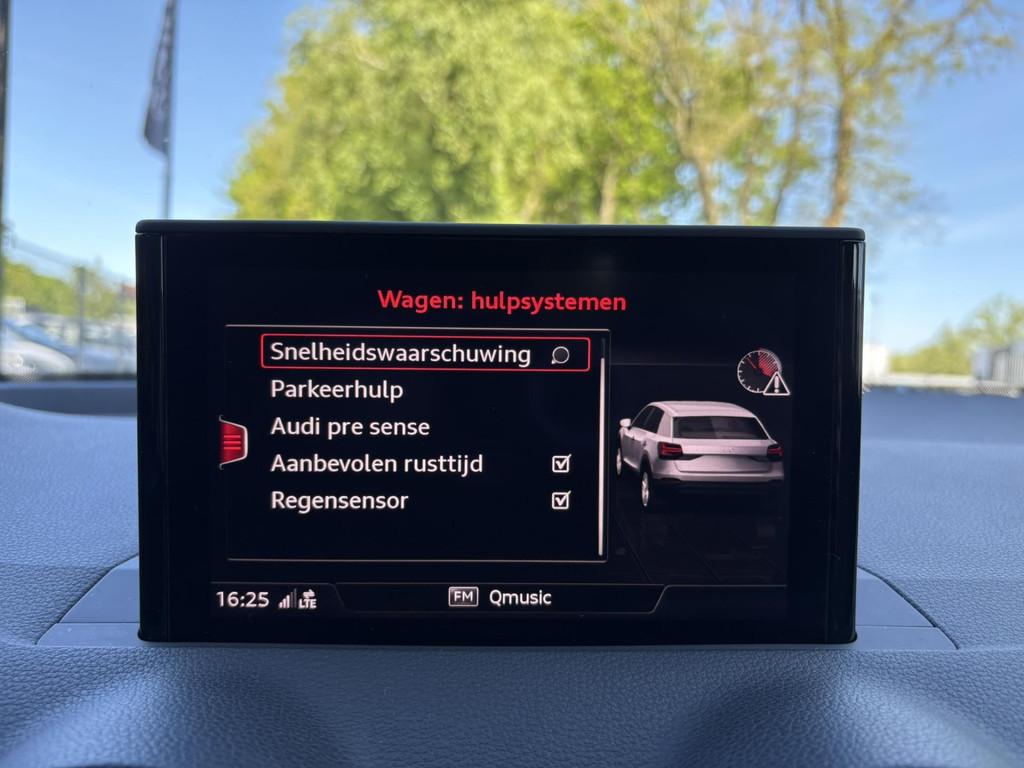 Wagen: hulpsystemen
Snelheidswaarschuwing
Parkeerhulp
Audi pre sense
Aanbevolen rusttijd
Regensensor
16:25 LTE FM Qmusic